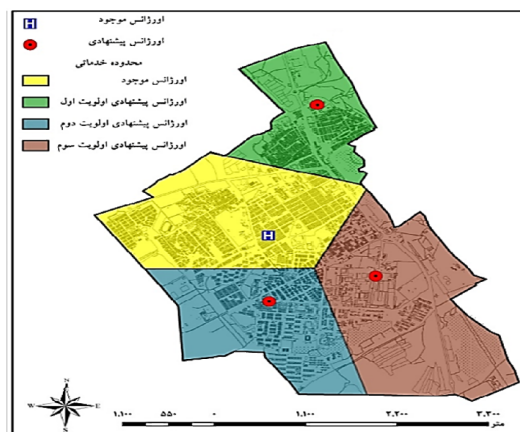 اورژانس موجود
H
اورژانس پیشنهادی
محدوده خدماتی
اورژانس موجود
اورژانس پیشنهادی اولویت اول
اورژانس پیشنهادی اولویت دوم
اورژانس پیشنهادی اولویت سوم
H
N
W E
S
۱,۱۰۰ ۵۵۰ ۰ ۱,۱۰۰ ۲,۲۰۰ ۳,۳۰۰
متر